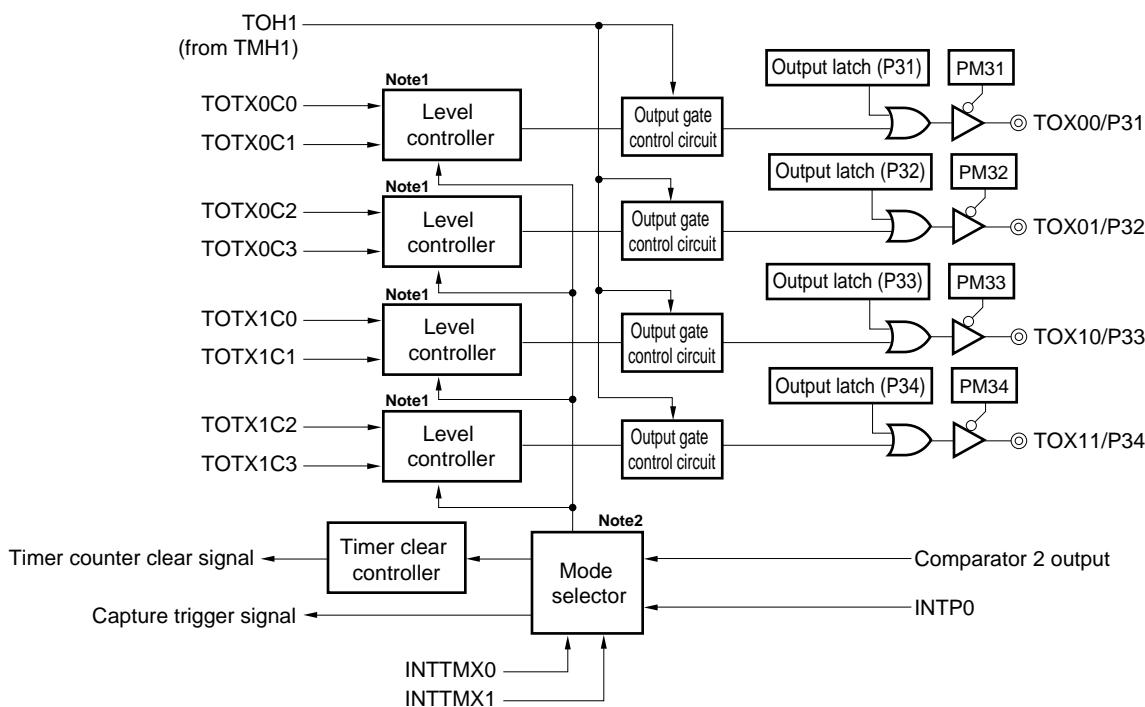 TOH1
(from TMH1)
Output latch (P31)
PM31
Note1
TOTX0C0
TOTX0C1
Level
controller
Output gate
control circuit
TOX00/P31
Output latch (P32)
PM32
Note1
TOTX0C2
TOTX0C3
Level
controller
Output gate
control circuit
TOX01/P32
Output latch (P33)
PM33
Note1
TOTX1C0
TOTX1C1
Level
controller
Output gate
control circuit
TOX10/P33
Output latch (P34)
PM34
Note1
TOTX1C2
TOTX1C3
Level
controller
Output gate
control circuit
TOX11/P34
Note2
Timer counter clear signal
Timer clear
controller
Mode
selector
Comparator 2 output
Capture trigger signal
INTP0
INTTMX0
INTTMX1